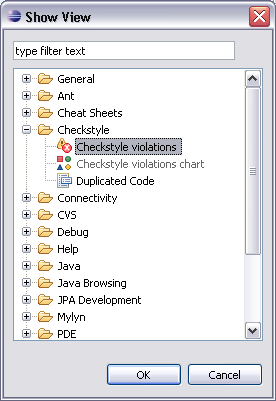 Show View
type filter text
General
Ant
Cheat Sheets
Checkstyle
Checkstyle violations
Checkstyle violations chart
Duplicated Code
Connectivity
CVS
Debug
Help
Java
Java Browsing
JPA Development
Mylyn
PDE
OK
Cancel